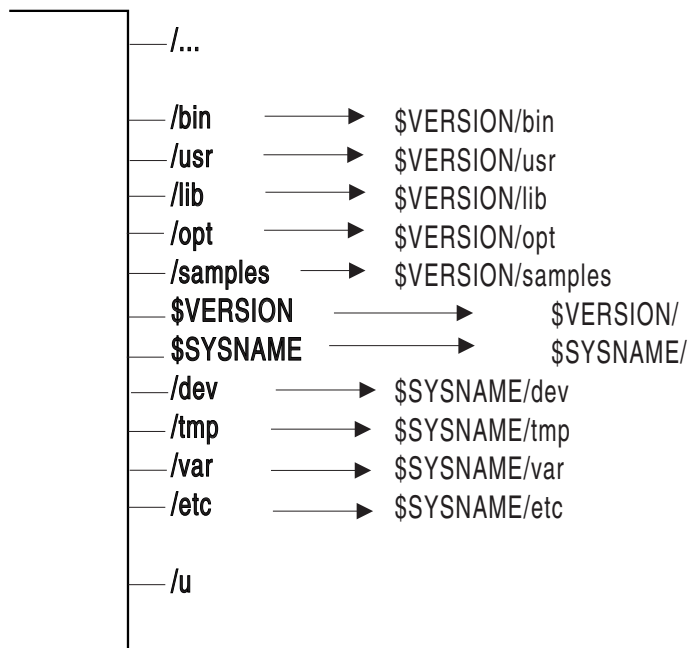 /...
/bin $VERSION/bin
/usr $VERSION/usr
/lib $VERSION/lib
/opt $VERSION/opt
/samples $VERSION/samples
$VERSION $VERSION/
$SYSNAME $SYSNAME/
/dev $SYSNAME/dev
/tmp $SYSNAME/tmp
/var $SYSNAME/var
/etc $SYSNAME/etc
/u